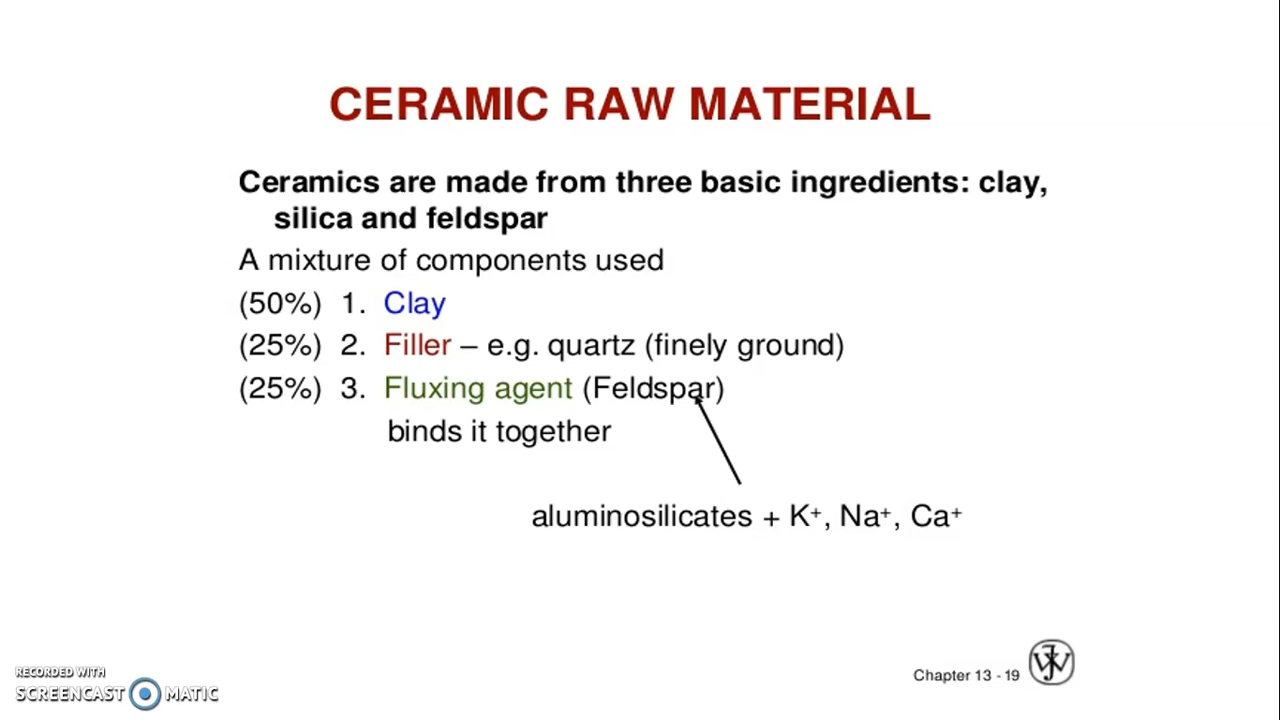 CERAMIC RAW MATERIAL
Ceramics are made from three basic ingredients: clay,
silica and feldspar
A mixture of components used
(50%) 1. Clay
(25%) 2. Filler – e.g. quartz (finely ground)
(25%) 3. Fluxing agent (Feldspar)
binds it together
aluminosilicates + K⁺, Na⁺, Ca⁺
Chapter 13 - 19
RECORDED WITH
SCREENCAST MATIC